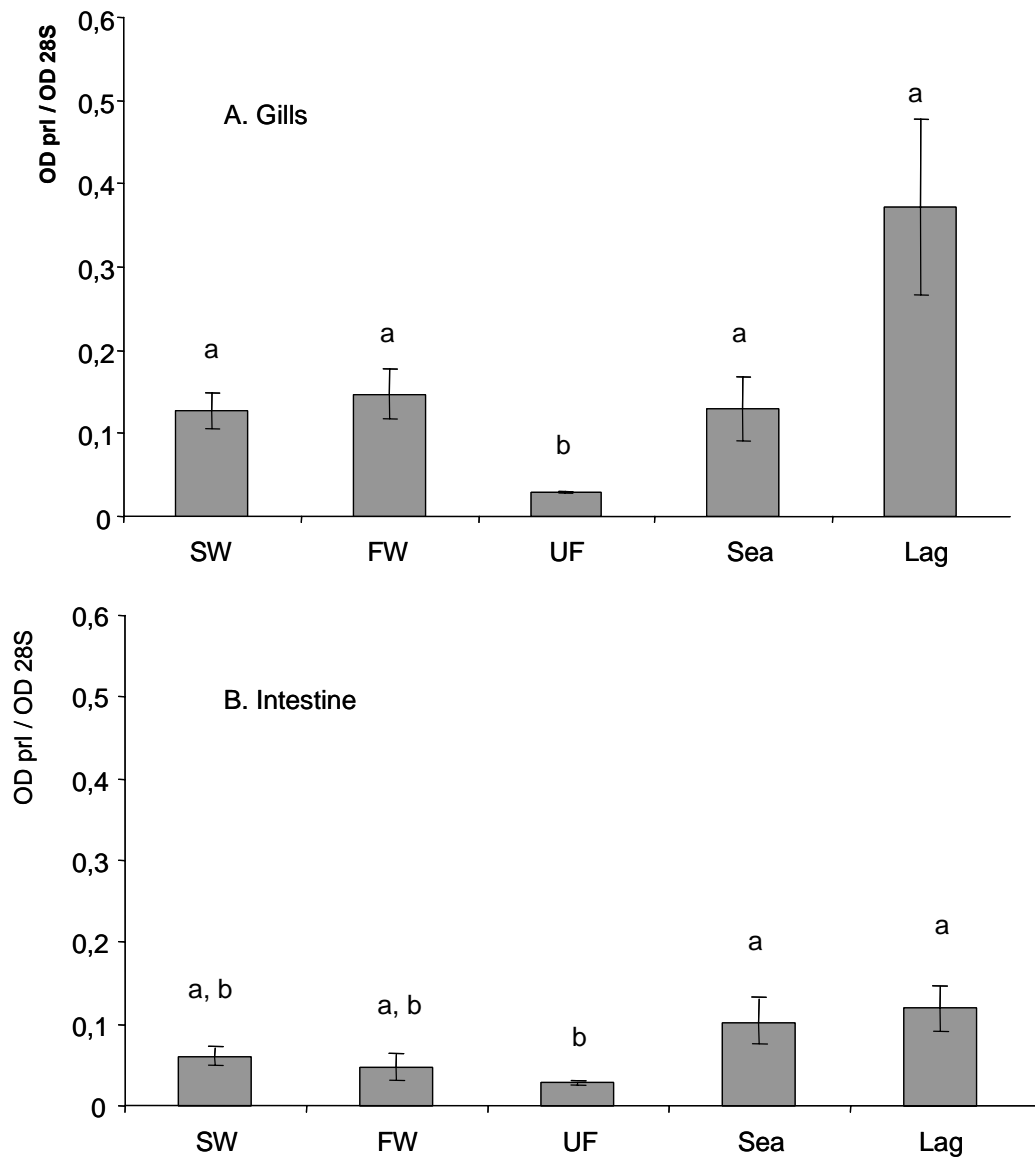 0,6
0,5
0,4
0,3
0,2
0,1
0
OD prl / OD 28S
A. Gills
a
a
b
a
a
SW FW UF Sea Lag
0,6
0,5
0,4
0,3
0,2
0,1
0
OD prl / OD 28S
B. Intestine
a, b
a, b
b
a
a
SW FW UF Sea Lag